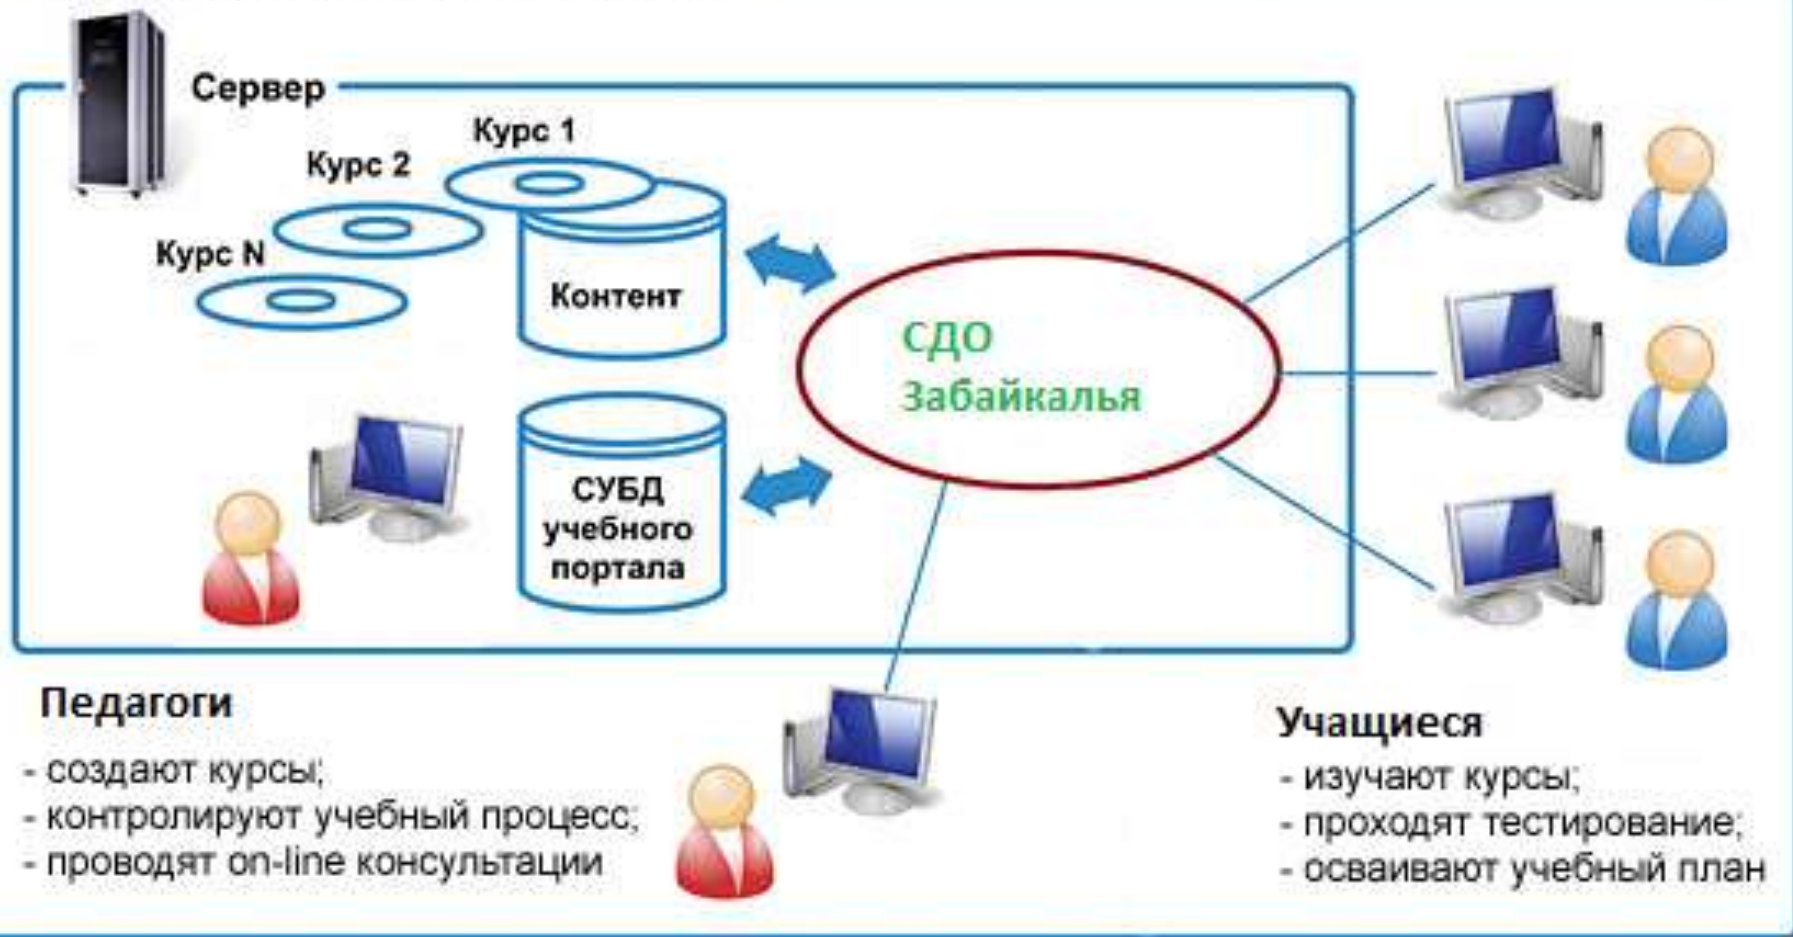 Сервер
Курс 1
Курс 2
Курс N
Контент
СДО
Забайкалья
СУБД
учебного
портала
Педагоги
- создают курсы;
- контролируют учебный процесс;
- проводят on-line консультации
Учащиеся
- изучают курсы;
- проходят тестирование;
- осваивают учебный план